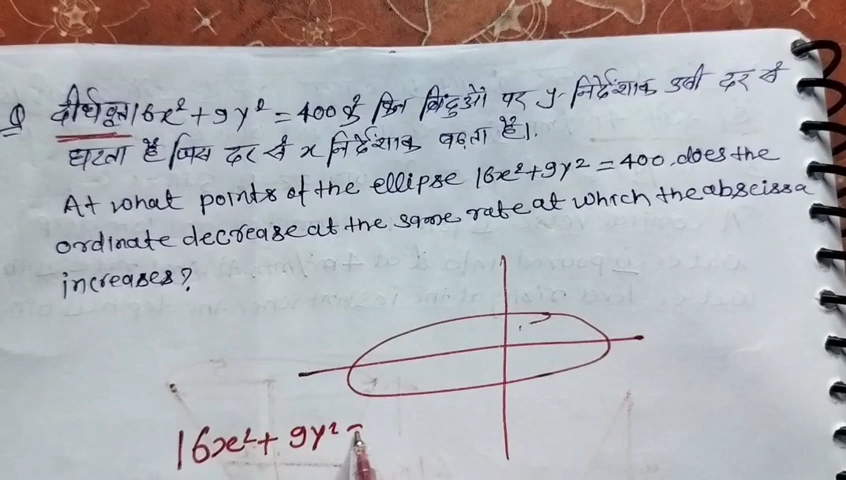 Q दीर्घवृत्त 16x²+9y² = 400 के किन बिंदुओं पर y-निर्देशांक उसी दर से
घटता है जिस दर से x निर्देशांक बढ़ता है।
At what points of the ellipse 16x²+9y² = 400, does the
ordinate decrease at the same rate at which the abscissa
increases?
16x²+ 9y² =